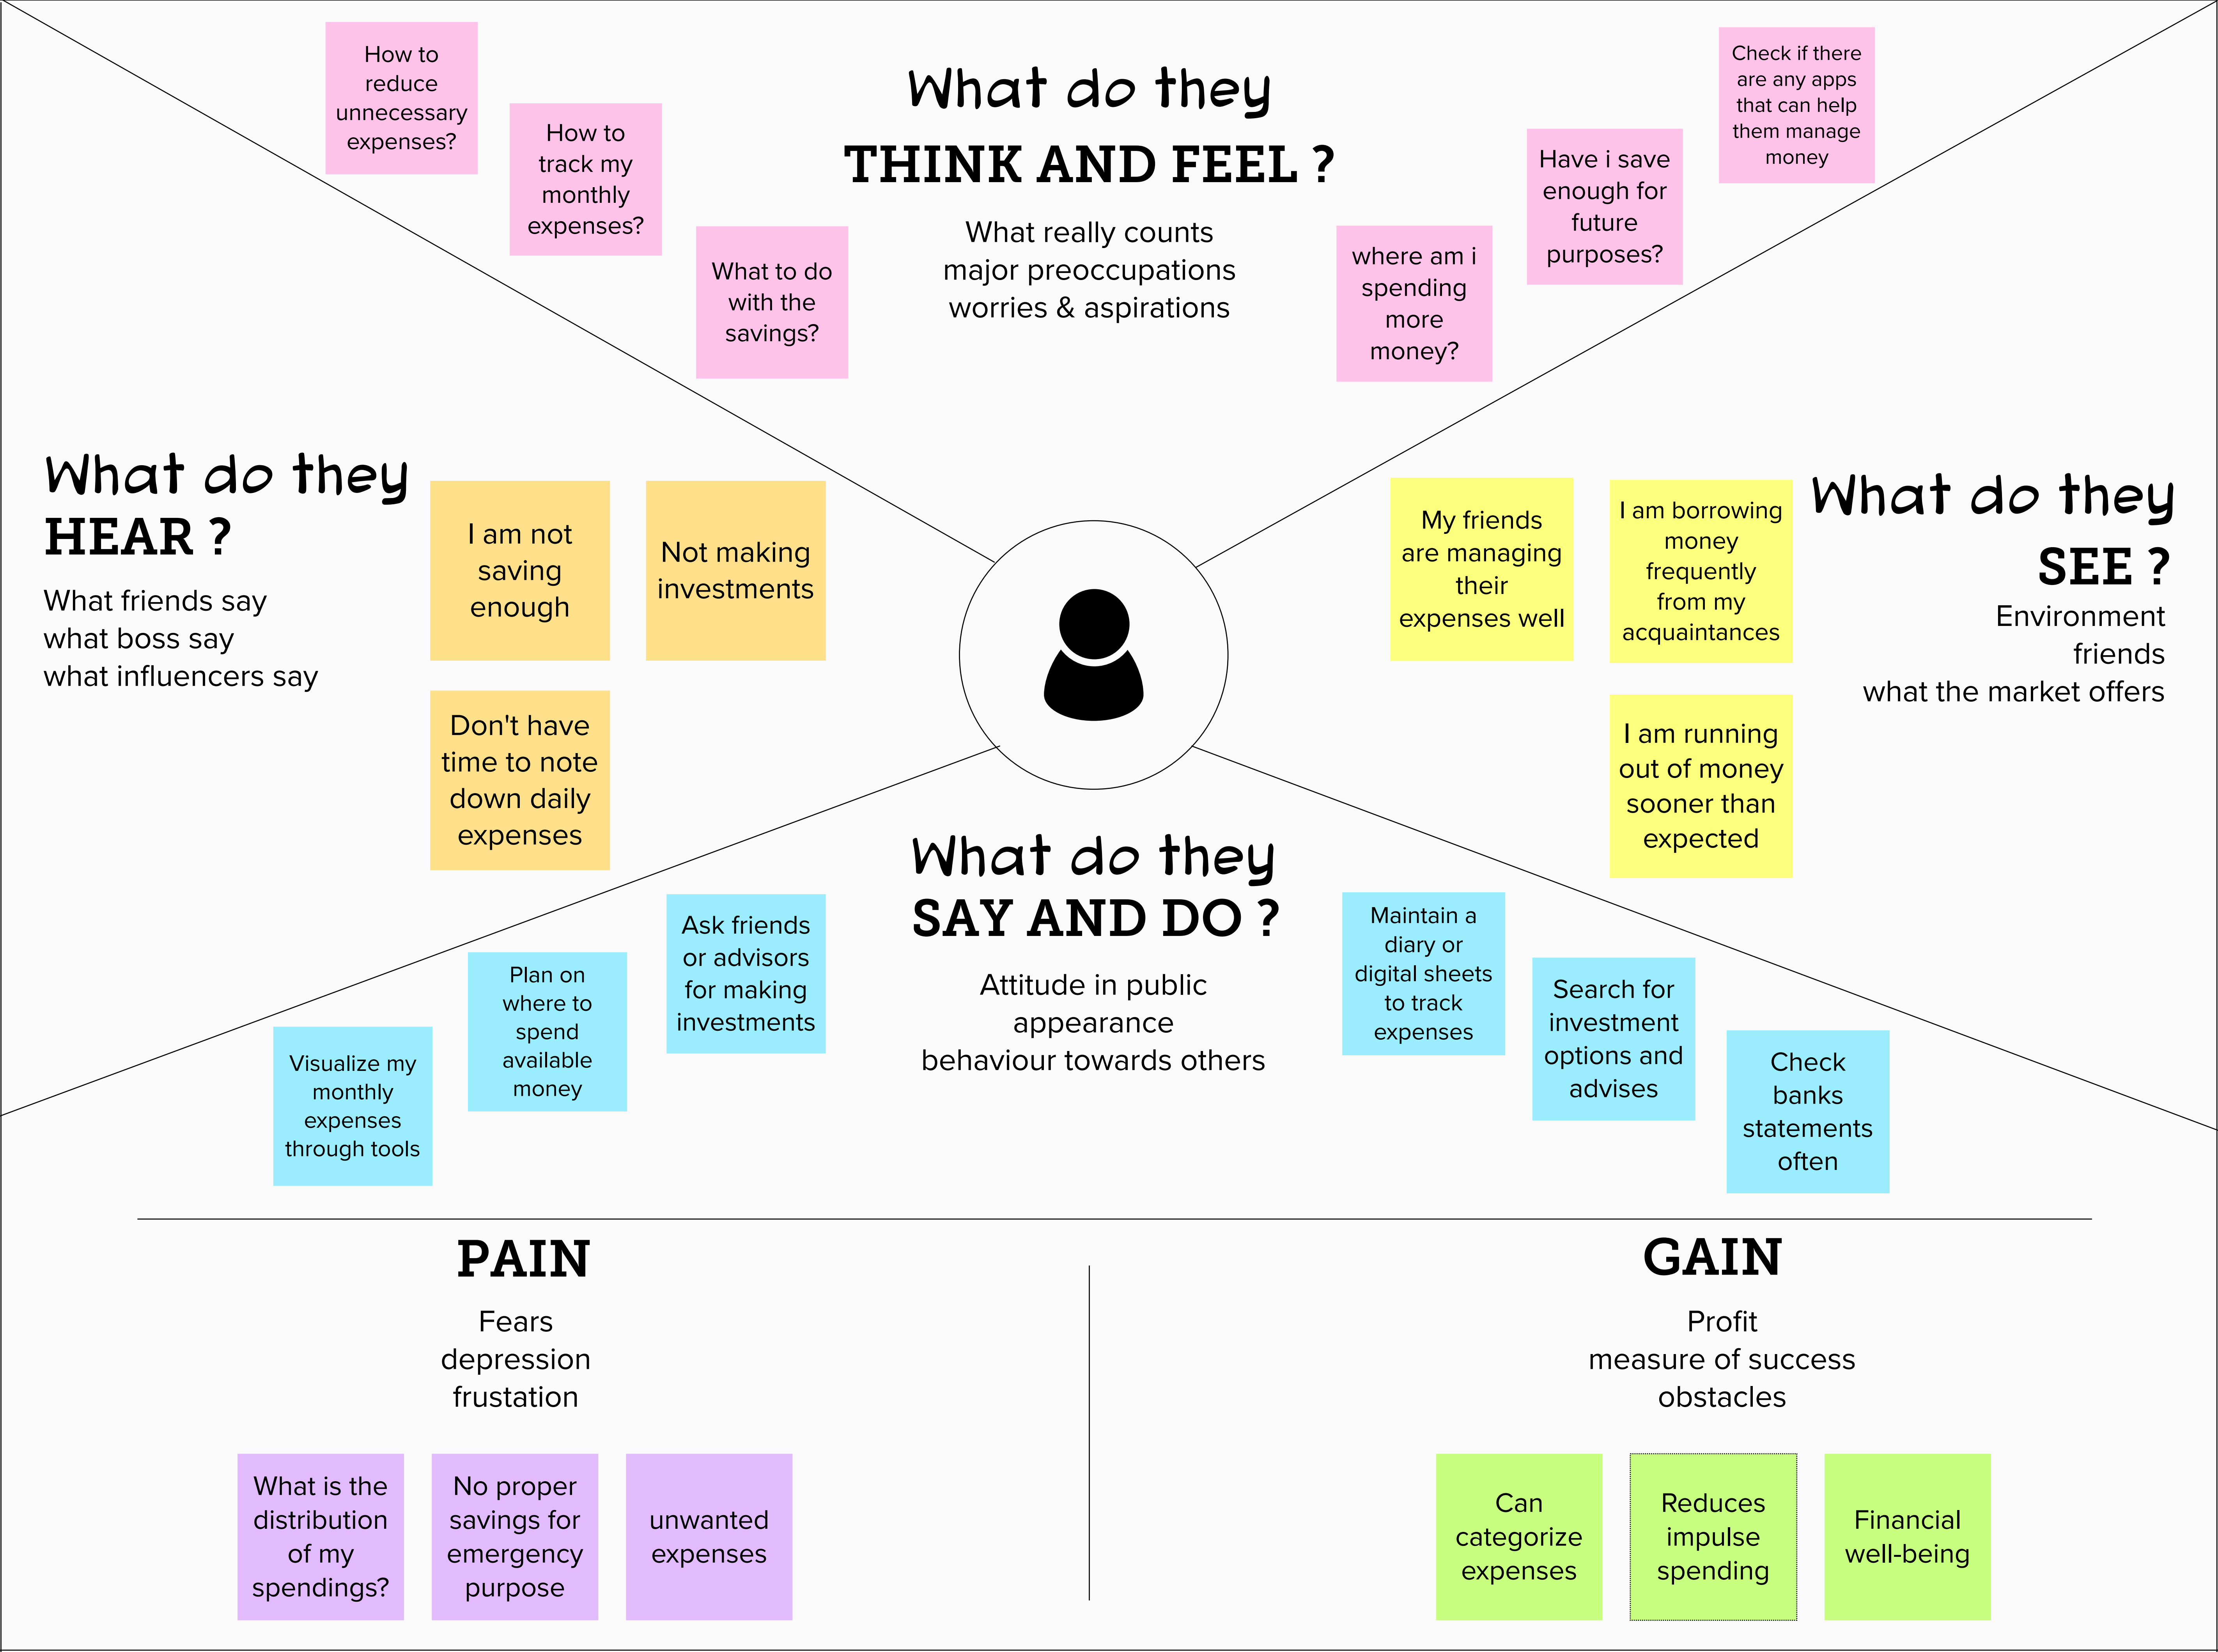 How to
reduce
unnecessary
expenses?
How to
track my
monthly
expenses?
What to do
with the
savings?
What do they
THINK AND FEEL ?
What really counts
major preoccupations
worries & aspirations
where am i
spending
more
money?
Have i save
enough for
future
purposes?
Check if there
are any apps
that can help
them manage
money
What do they
HEAR ?
What friends say
what boss say
what influencers say
I am not
saving
enough
Not making
investments
Don't have
time to note
down daily
expenses
My friends
are managing
their
expenses well
I am borrowing
money
frequently
from my
acquaintances
I am running
out of money
sooner than
expected
What do they
SEE ?
Environment
friends
what the market offers
Visualize my
monthly
expenses
through tools
Plan on
where to
spend
available
money
Ask friends
or advisors
for making
investments
What do they
SAY AND DO ?
Attitude in public
appearance
behaviour towards others
Maintain a
diary or
digital sheets
to track
expenses
Search for
investment
options and
advises
Check
banks
statements
often
PAIN
Fears
depression
frustation
What is the
distribution
of my
spendings?
No proper
savings for
emergency
purpose
unwanted
expenses
GAIN
Profit
measure of success
obstacles
Can
categorize
expenses
Reduces
impulse
spending
Financial
well-being